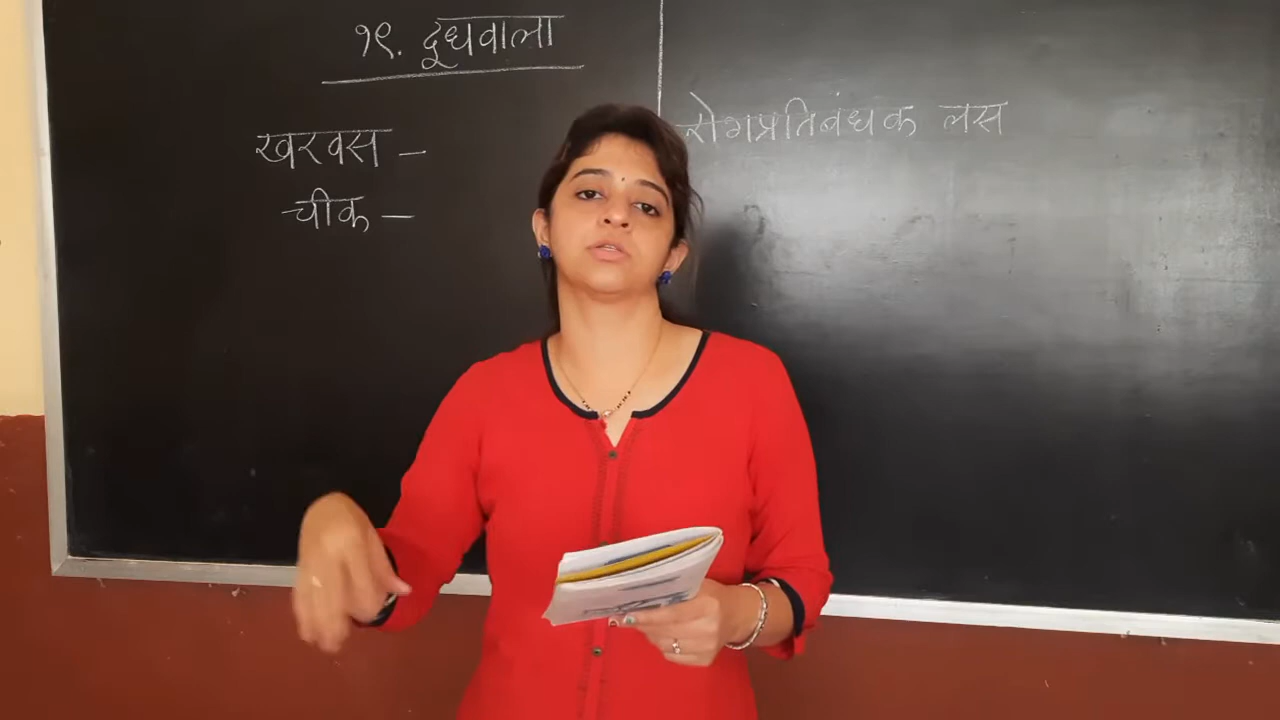 १९. दूधवाला
खरवस –
चीक –
रोगप्रतिबंधक लस